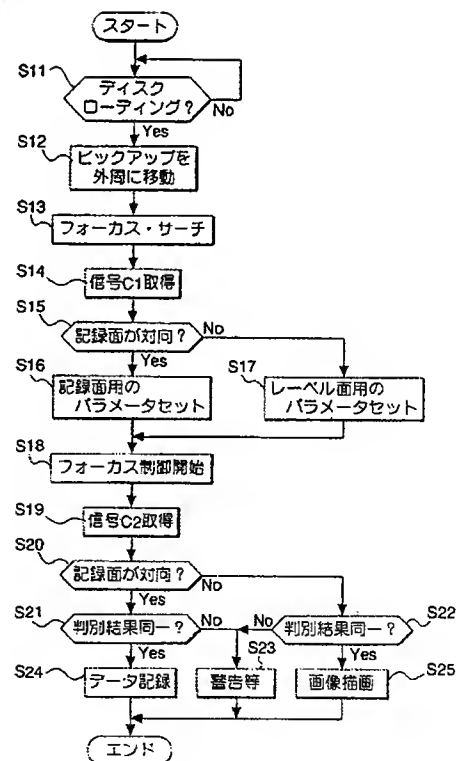 スタート
S11
ディスク
ローディング?
No
Yes
S12
ピックアップを
外周に移動
S13
フォーカス・サーチ
S14
信号C1取得
S15
記録面が対向?
No
Yes
S16
記録面用の
パラメータセット
S17
レーベル面用の
パラメータセット
S18
フォーカス制御開始
S19
信号C2取得
S20
記録面が対向?
No
Yes
S21
判別結果同一?
No
No
判別結果同一?
S22
Yes
S23
Yes
S24
データ記録
警告等
画像描画
S25
エンド